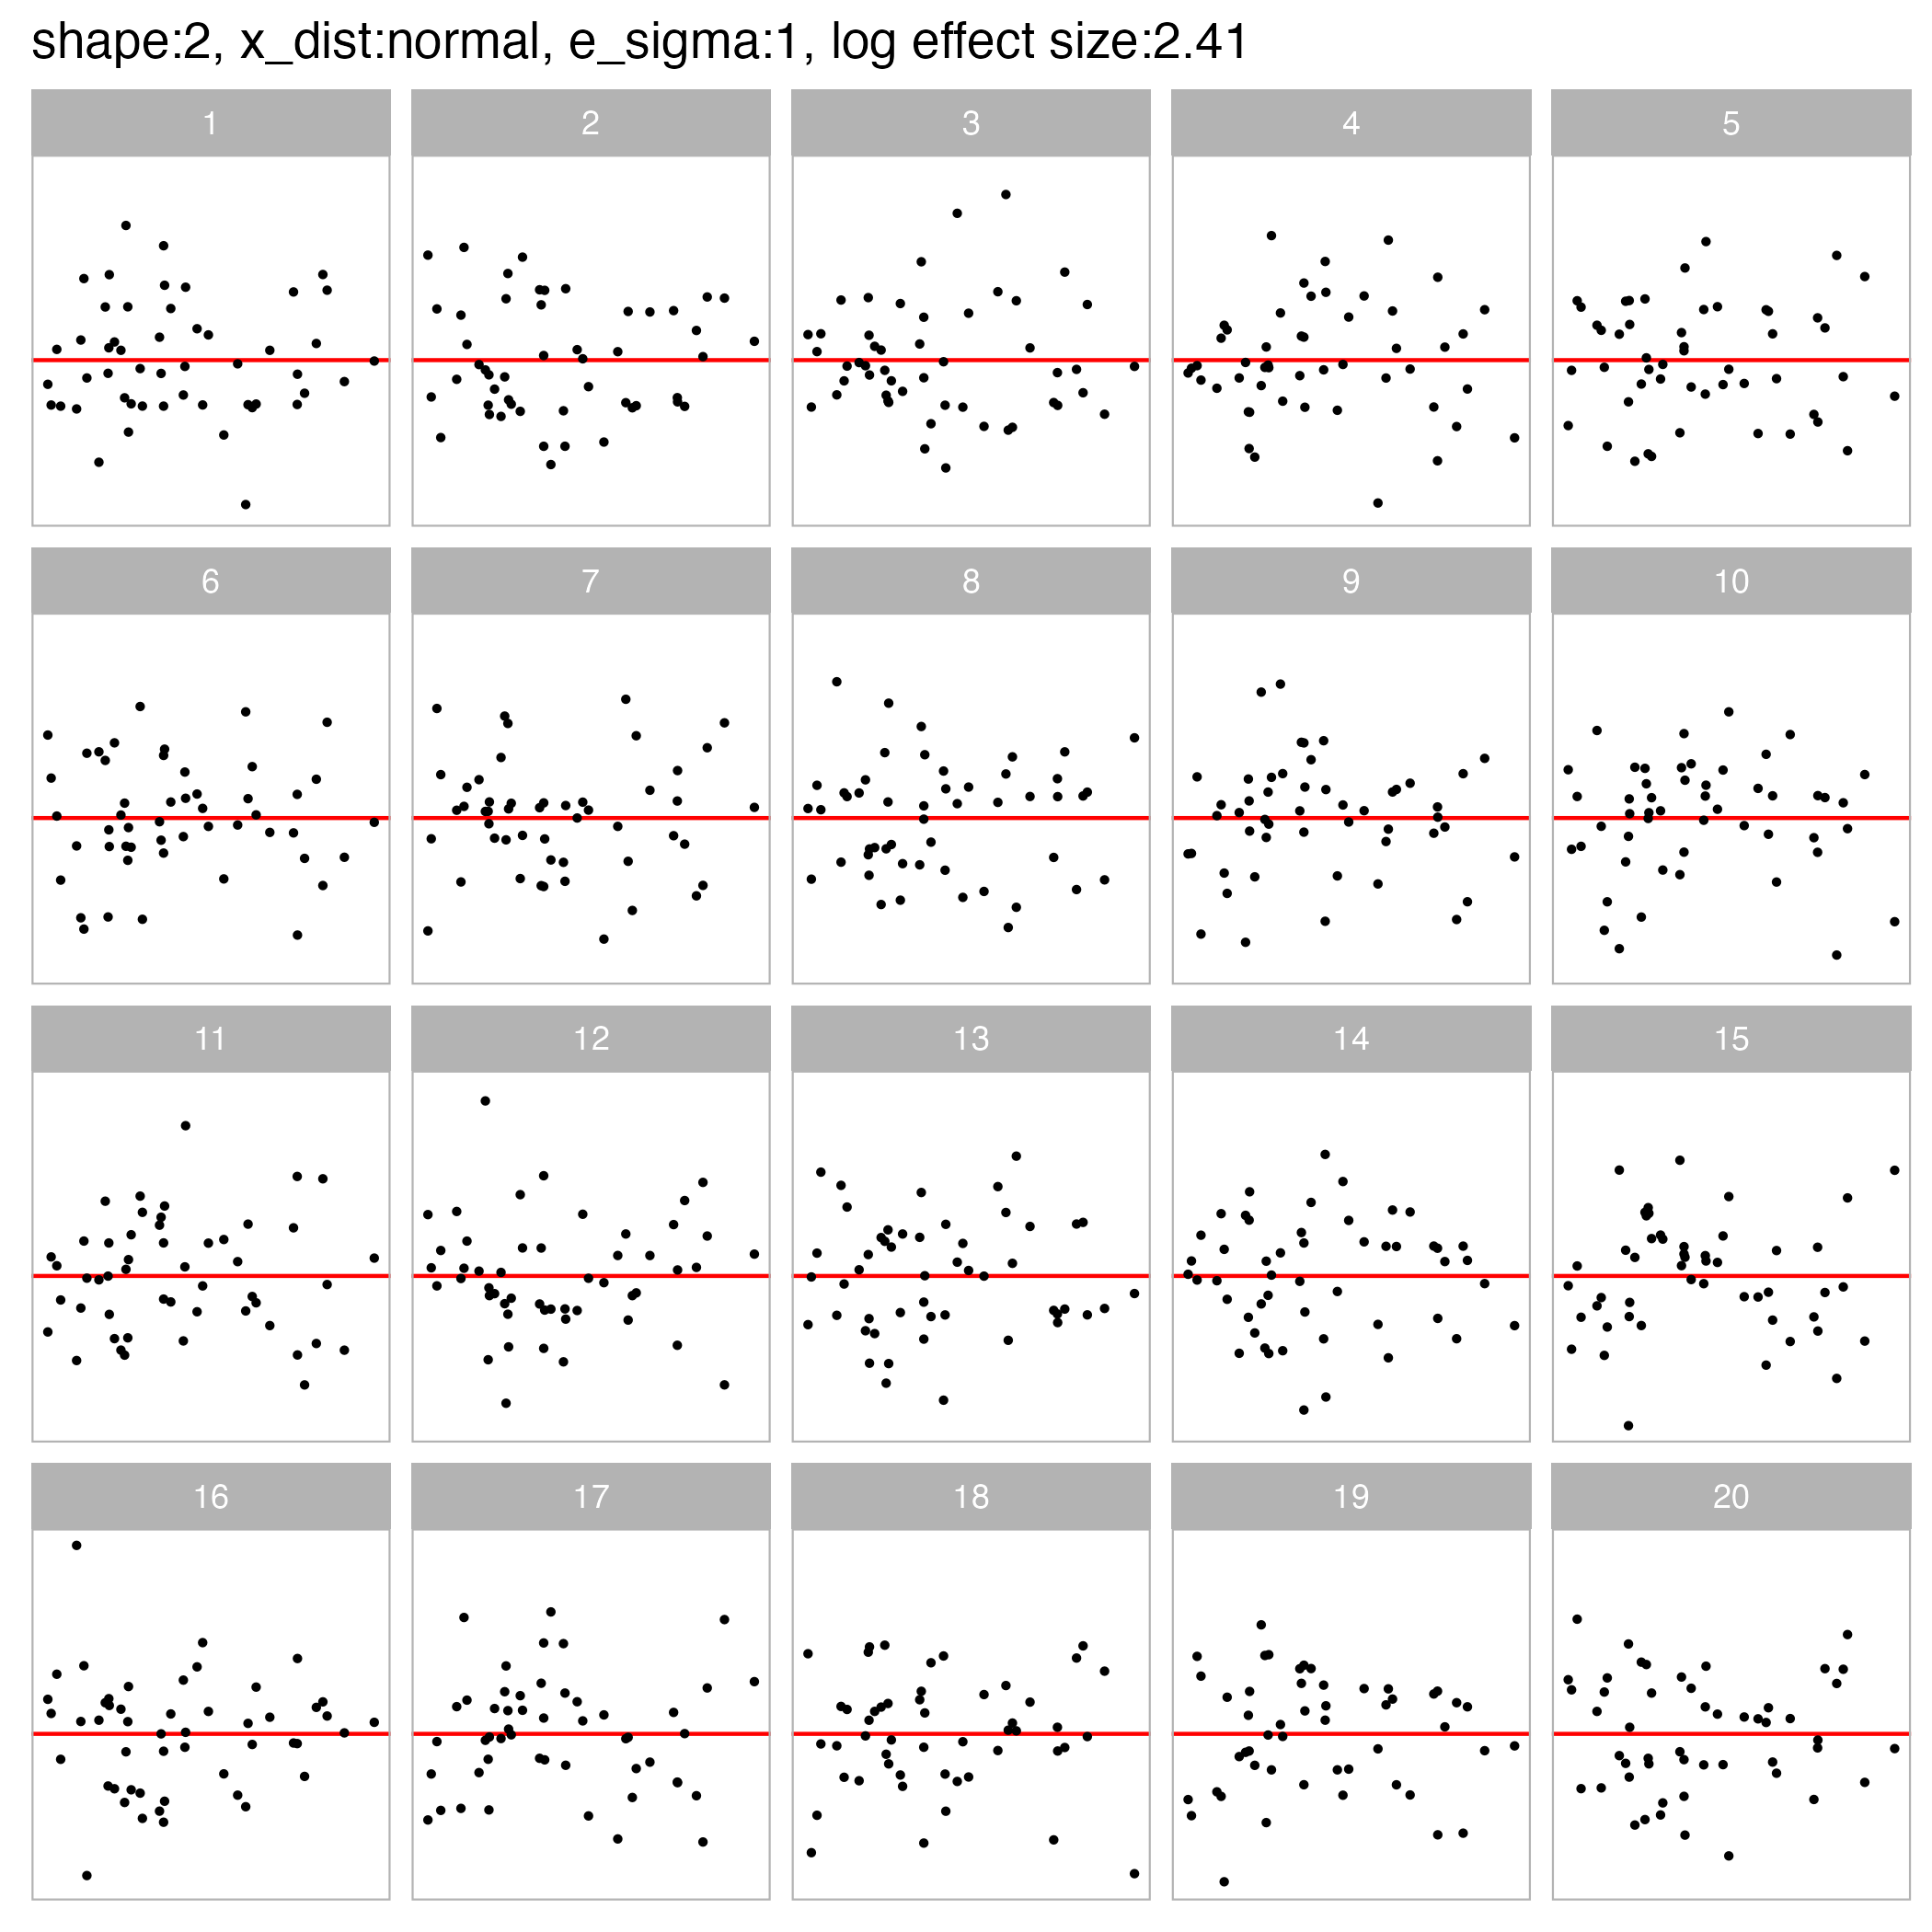 shape:2, x_dist:normal, e_sigma:1, log effect size:2.41
1 2 3 4 5
6 7 8 9 10
11 12 13 14 15
16 17 18 19 20